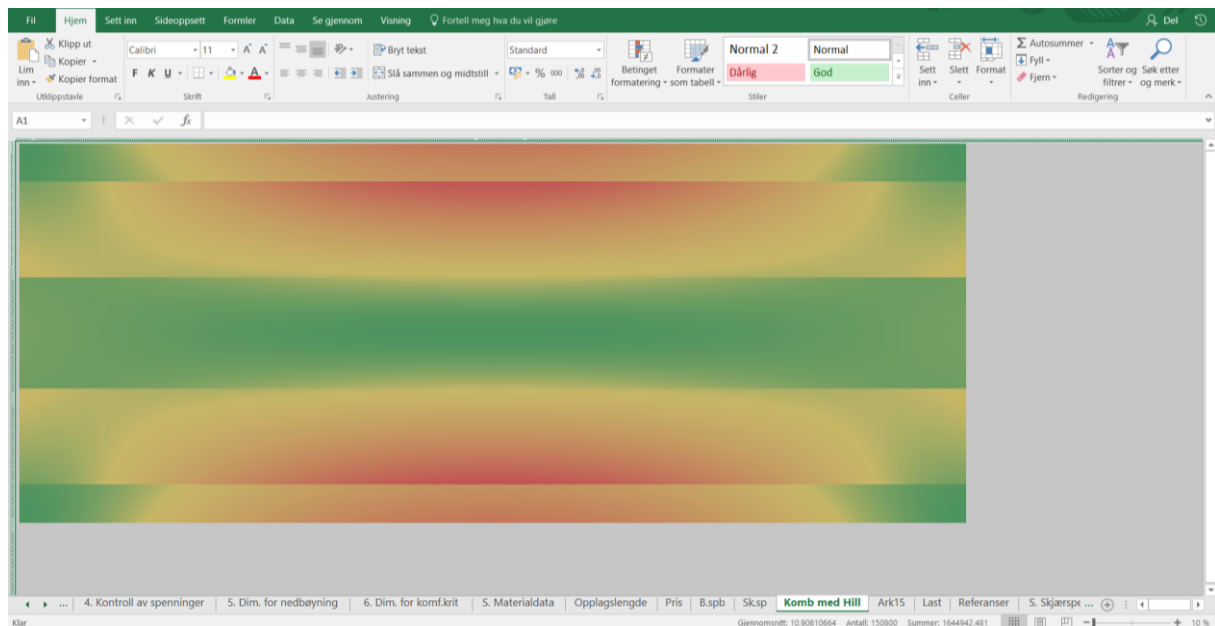 Fil Hjem Sett inn Sideoppsett Formler Data Se gjennom Visning Fortell meg hva du vil gjøre Del
Klipp ut
Kopier
Kopier format
Lim inn
Calibri 11 A A
F K U A
Bryt tekst
Slå sammen og midtstill
Standard
% 000
Betinget formatering
Formater som tabell
Normal 2 Normal
Dårlig God
Sett inn Slett Format
Σ Autosummer
Fyll
Fjern
Sorter og filtrer
Søk etter og merk
Utklippstavle Skrift Justering Tall Stiler Celler Redigering
A1 fx
... 4. Kontroll av spenninger 5. Dim. for nedbøyning 6. Dim. for komf.krit S. Materialdata Opplagslengde Pris B.spb Sk.sp Komb med Hill Ark15 Last Referanser S. Skjærspe ...
Klar Gjennomsnitt: 10.90810664 Antall: 150800 Summer: 1644942.481 10 %